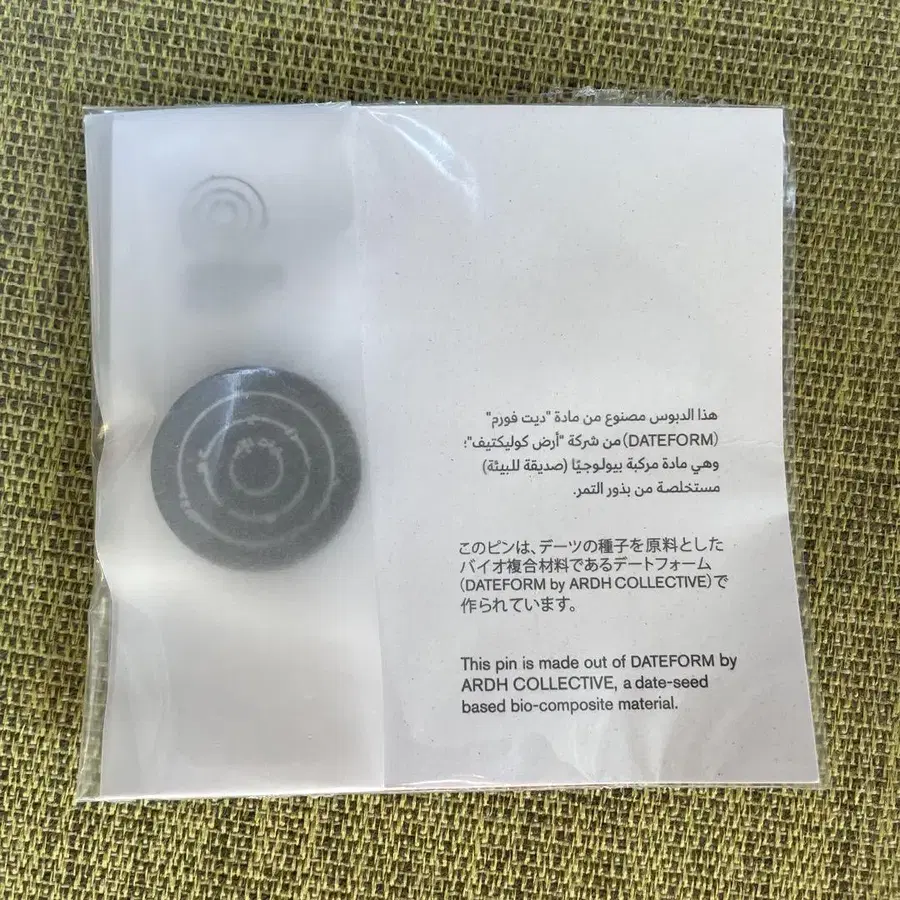 هذا الدبوس مصنوع من مادة "ديت فورم"
(DATEFORM) من شركة "أرض كوليكتيف"؛
وهي مادة مركبة بيولوجيًا (صديقة للبيئة)
مستخلصة من بذور التمر.
このピンは、デーツの種子を原料とした
バイオ複合材料であるデートフォーム
(DATEFORM by ARDH COLLECTIVE)で
作られています。
This pin is made out of DATEFORM by
ARDH COLLECTIVE, a date-seed
based bio-composite material.